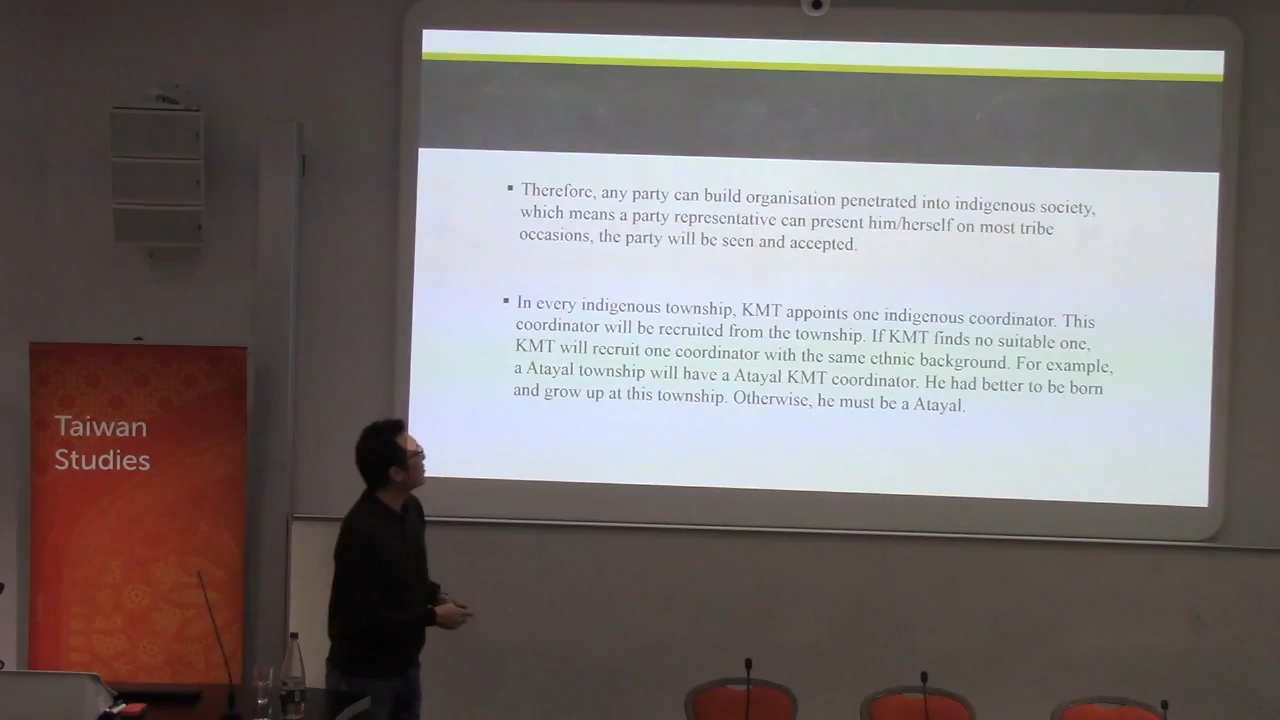 Taiwan
Studies
▪ Therefore, any party can build organisation penetrated into indigenous society,
which means a party representative can present him/herself on most tribe
occasions, the party will be seen and accepted.
▪ In every indigenous township, KMT appoints one indigenous coordinator. This
coordinator will be recruited from the township. If KMT finds no suitable one,
KMT will recruit one coordinator with the same ethnic background. For example,
a Atayal township will have a Atayal KMT coordinator. He had better to be born
and grow up at this township. Otherwise, he must be a Atayal.